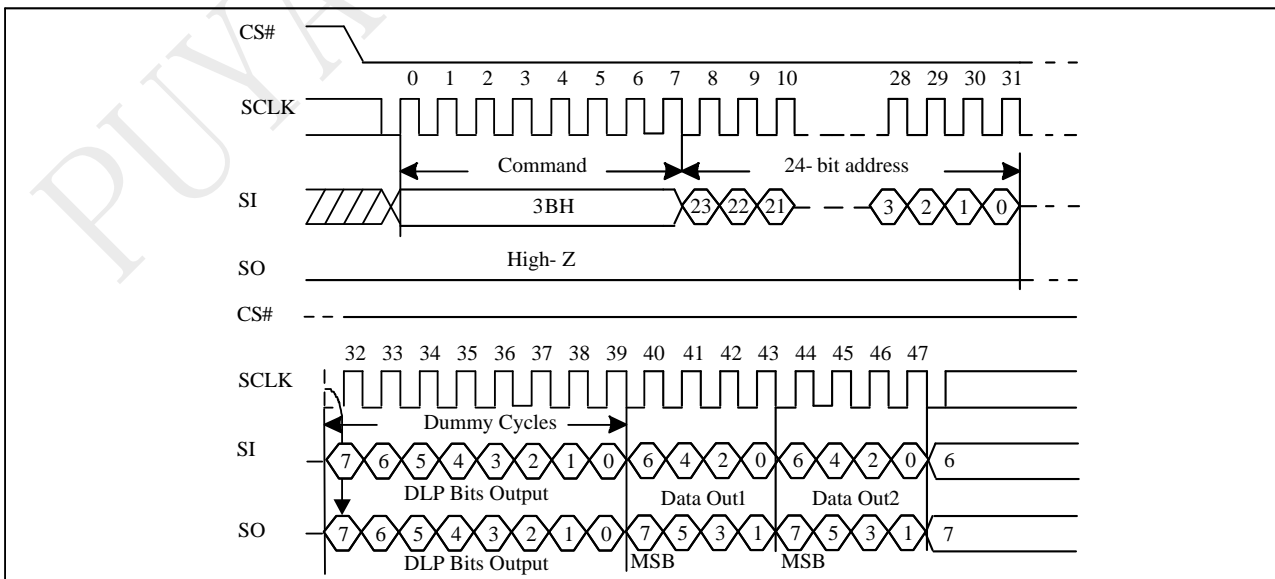 PUYA
CS#
0 1 2 3 4 5 6 7 8 9 10 28 29 30 31
SCLK
Command 24- bit address
SI 3BH 23 22 21 3 2 1 0
SO High- Z
CS#
32 33 34 35 36 37 38 39 40 41 42 43 44 45 46 47
SCLK
Dummy Cycles
SI 7 6 5 4 3 2 1 0 6 4 2 0 6 4 2 0 6
DLP Bits Output Data Out1 Data Out2
SO 7 6 5 4 3 2 1 0 7 5 3 1 7 5 3 1 7
DLP Bits Output MSB MSB